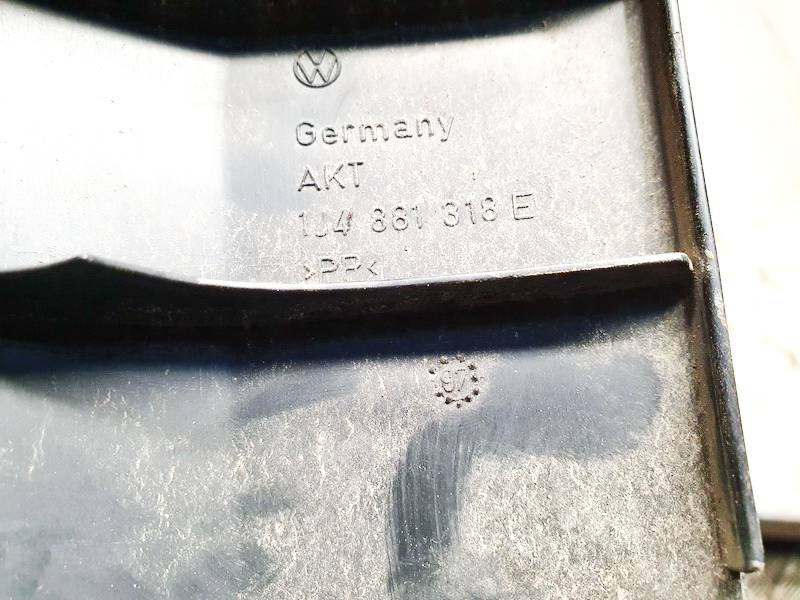 VW
Germany
AKT
1J4 881 318 E
>PP<
97